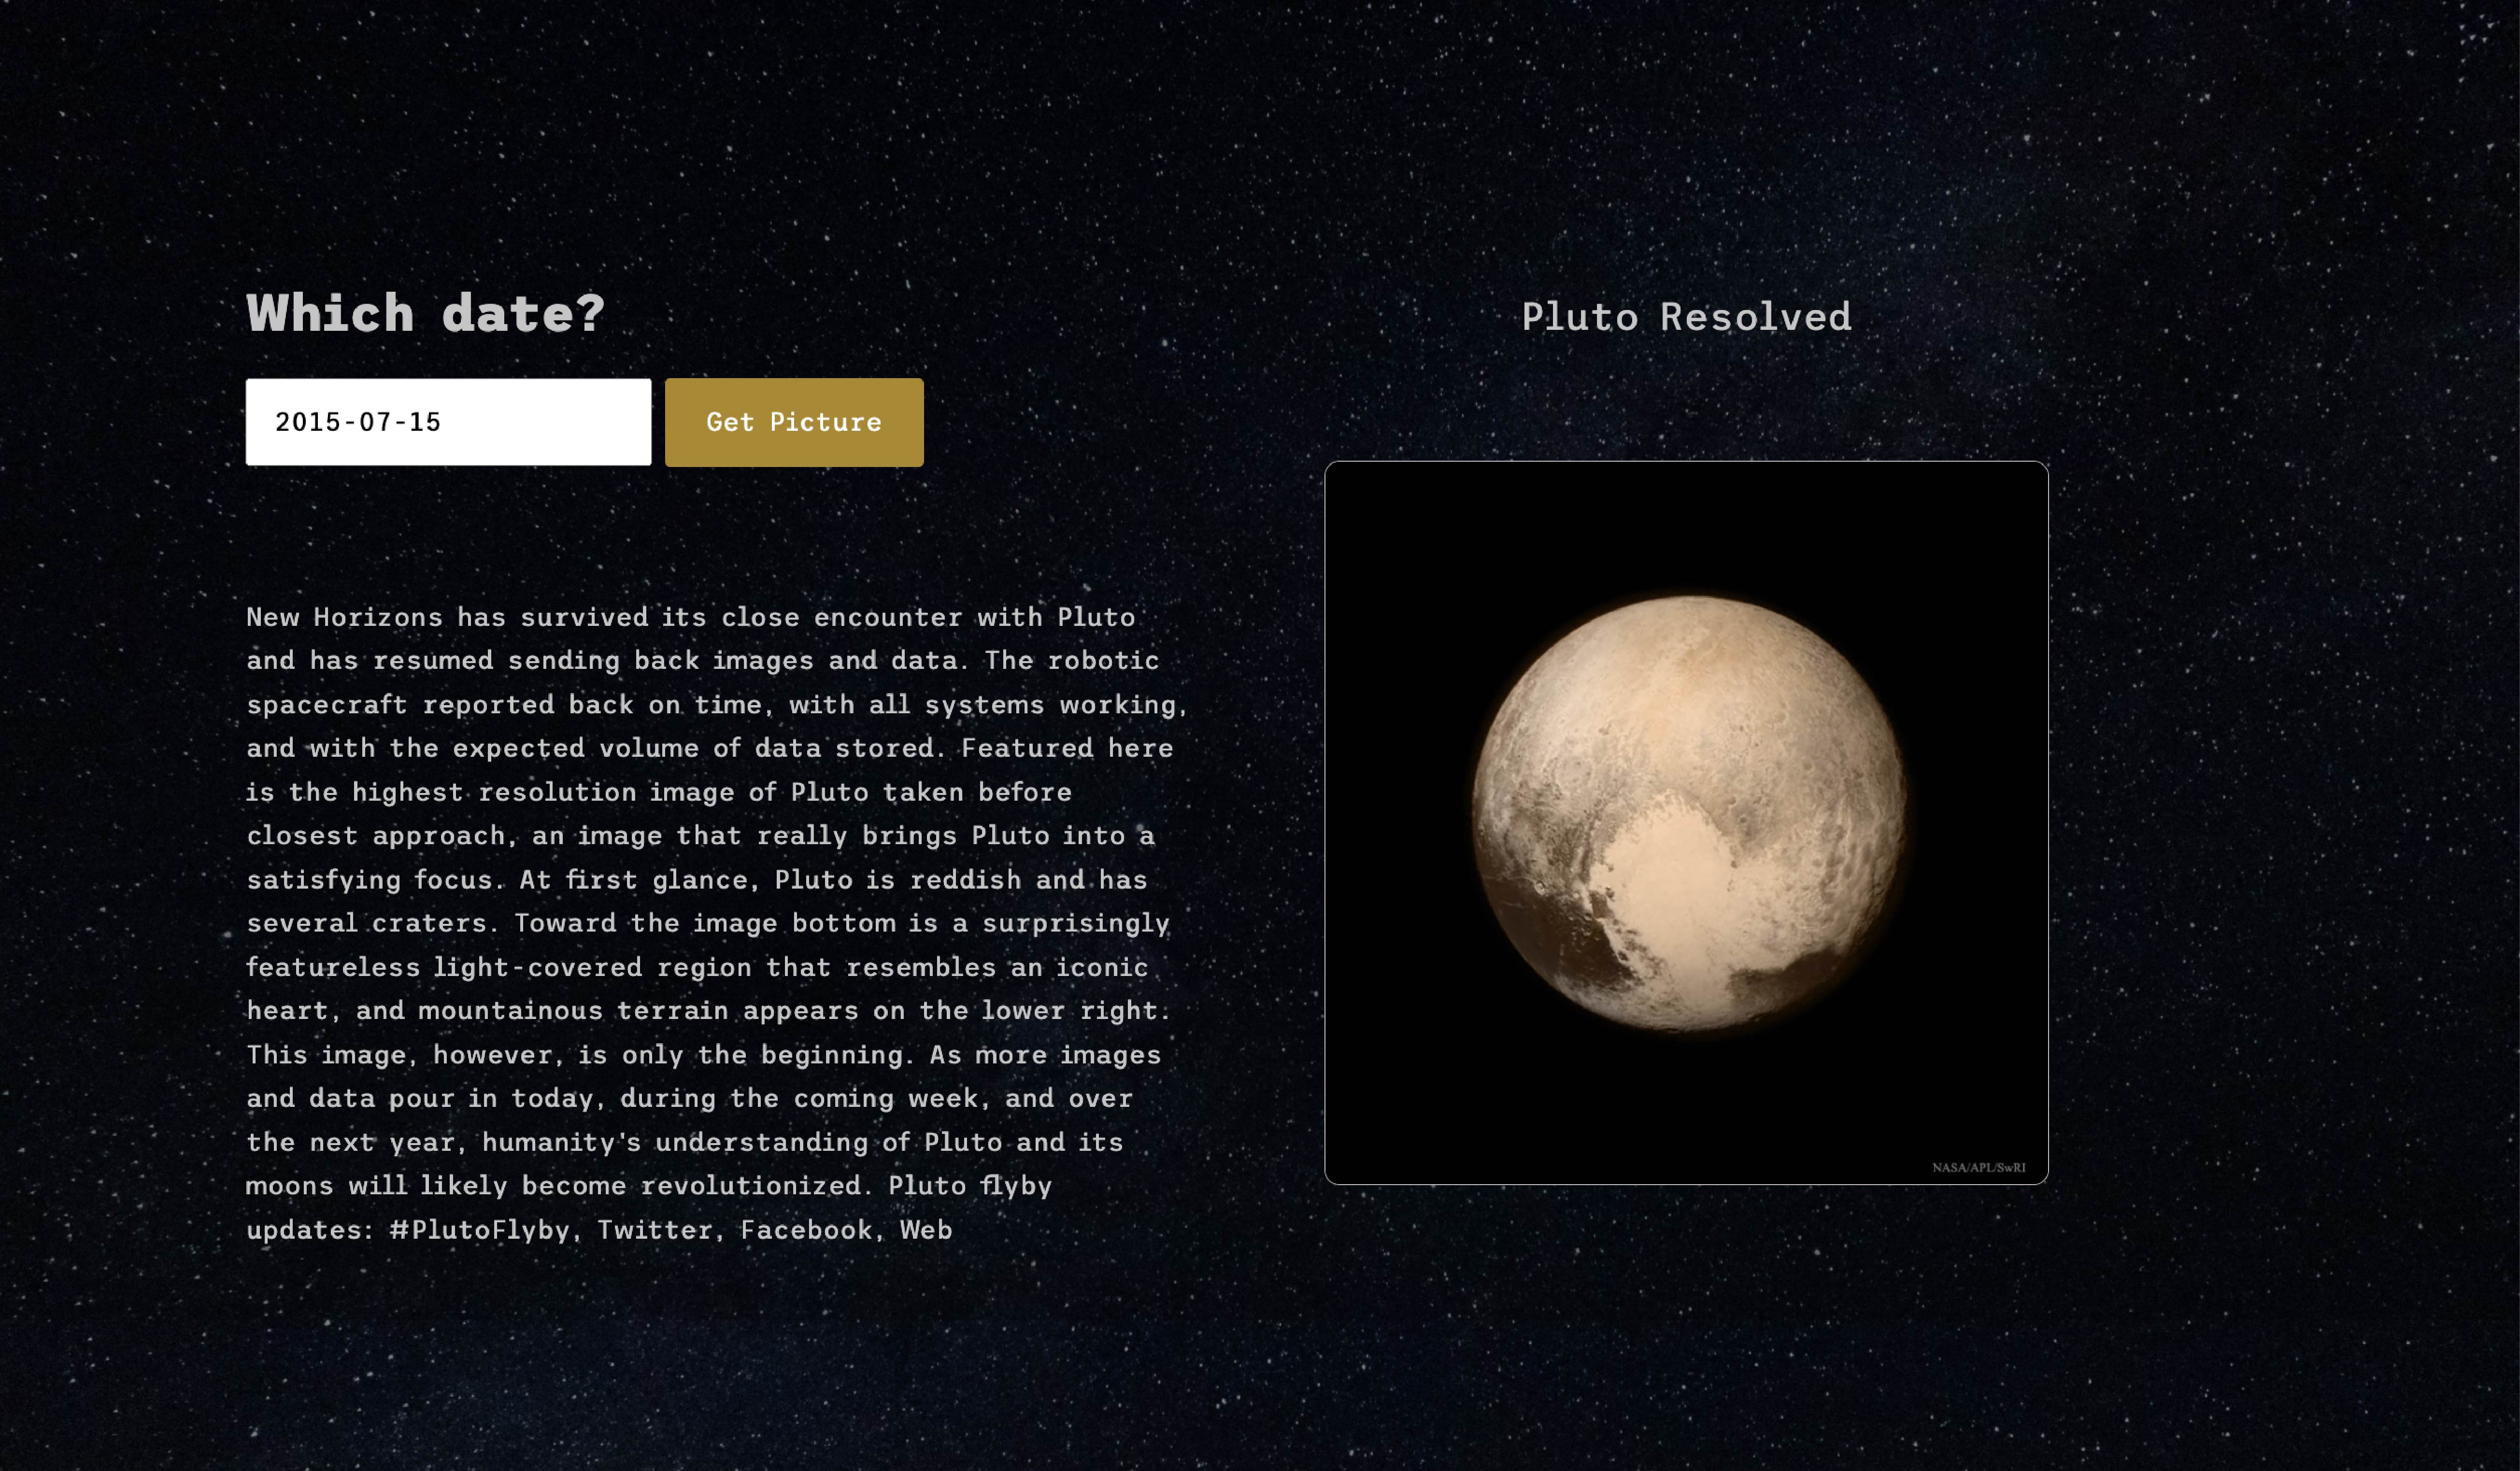 Which date?
2015-07-15
Get Picture
New Horizons has survived its close encounter with Pluto
and has resumed sending back images and data. The robotic
spacecraft reported back on time, with all systems working,
and with the expected volume of data stored. Featured here
is the highest resolution image of Pluto taken before
closest approach, an image that really brings Pluto into a
satisfying focus. At first glance, Pluto is reddish and has
several craters. Toward the image bottom is a surprisingly
featureless light-covered region that resembles an iconic
heart, and mountainous terrain appears on the lower right.
This image, however, is only the beginning. As more images
and data pour in today, during the coming week, and over
the next year, humanity's understanding of Pluto and its
moons will likely become revolutionized. Pluto flyby
updates: #PlutoFlyby, Twitter, Facebook, Web
Pluto Resolved
NASA/APL/SwRI